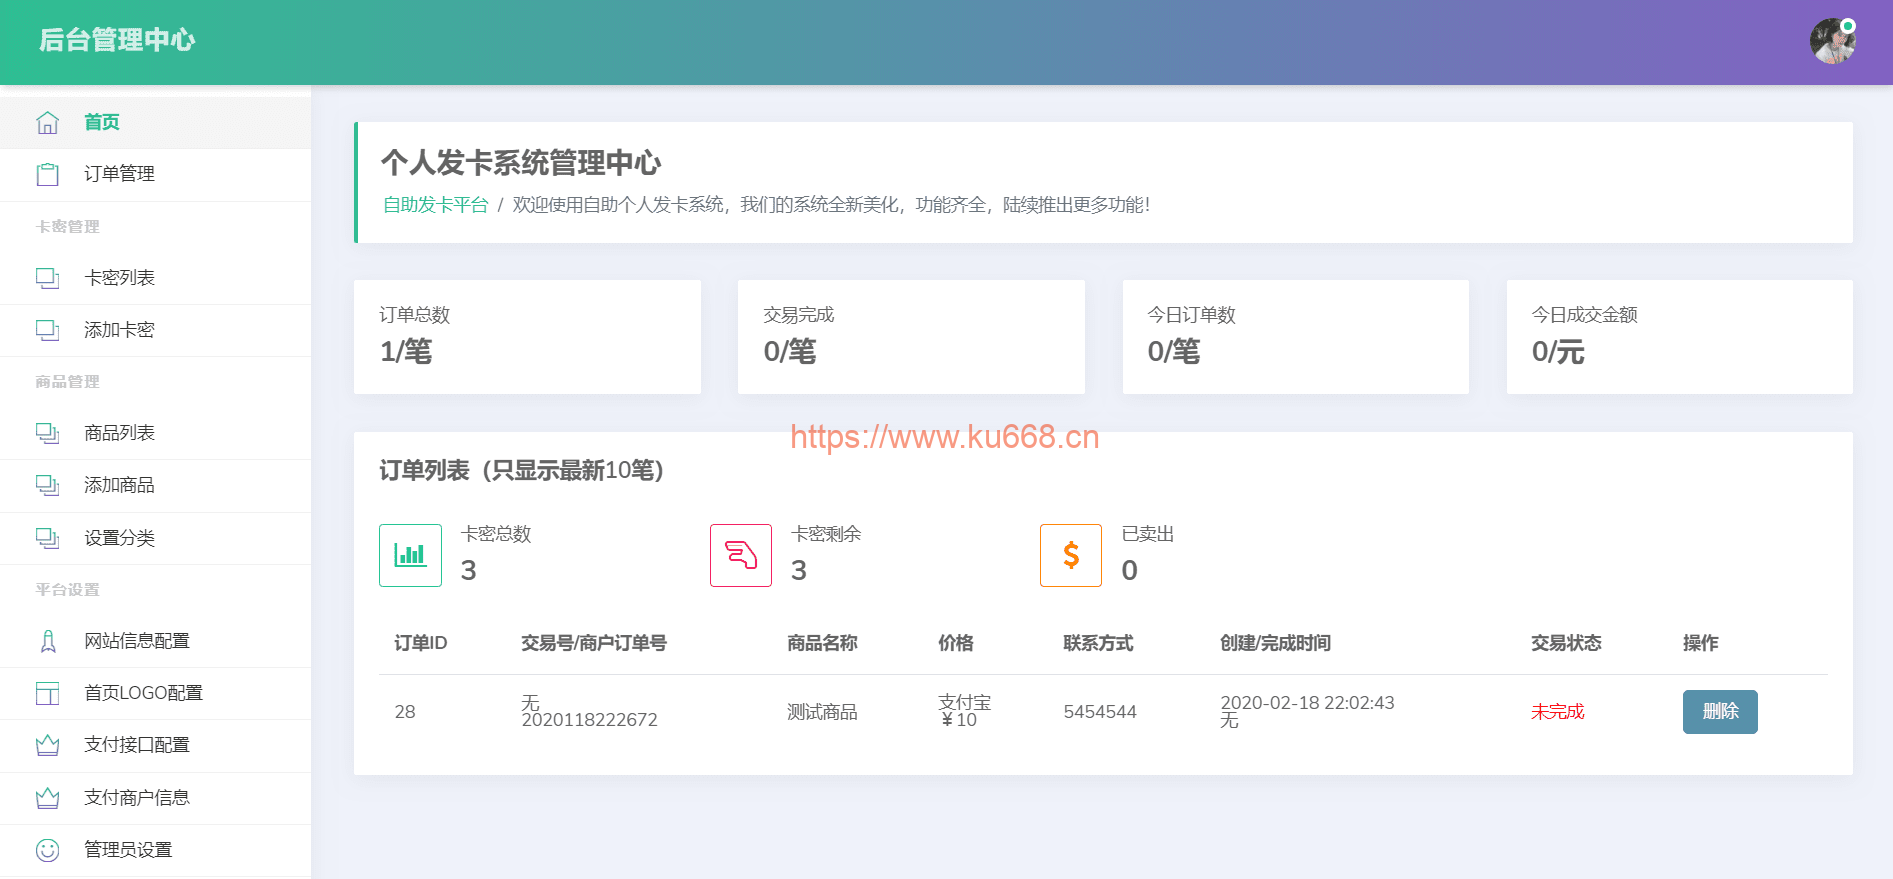 后台管理中心
首页
订单管理
卡密管理
卡密列表
添加卡密
商品管理
商品列表
添加商品
设置分类
平台设置
网站信息配置
首页LOGO配置
支付接口配置
支付商户信息
管理员设置
个人发卡系统管理中心
自助发卡平台 / 欢迎使用自助个人发卡系统，我们的系统全新美化，功能齐全，陆续推出更多功能！
订单总数
1/笔
交易完成
0/笔
今日订单数
0/笔
今日成交金额
0/元
https://www.ku668.cn
订单列表（只显示最新10笔）
卡密总数
3
卡密剩余
3
已卖出
0
订单ID 交易号/商户订单号 商品名称 价格 联系方式 创建/完成时间 交易状态 操作
28 无 测试商品 支付宝 5454544 2020-02-18 22:02:43 未完成 删除
2020118222672 ￥10 无